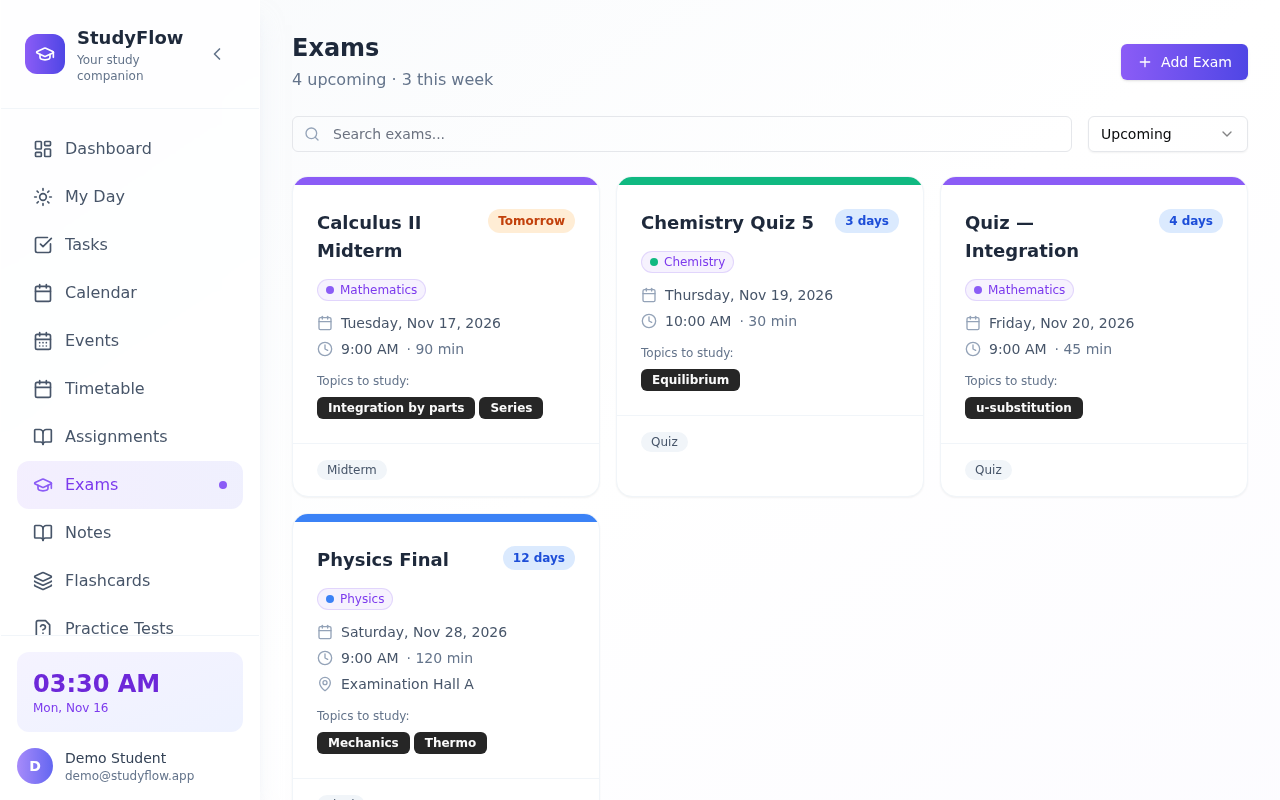 StudyFlow
Your study
companion
Dashboard
My Day
Tasks
Calendar
Events
Timetable
Assignments
Exams
Notes
Flashcards
Practice Tests
03:30 AM
Mon, Nov 16
D
Demo Student
demo@studyflow.app
Exams
4 upcoming · 3 this week
Add Exam
Search exams...
Upcoming
Calculus II
Midterm
Tomorrow
Mathematics
Tuesday, Nov 17, 2026
9:00 AM · 90 min
Topics to study:
Integration by parts Series
Midterm
Chemistry Quiz 5
3 days
Chemistry
Thursday, Nov 19, 2026
10:00 AM · 30 min
Topics to study:
Equilibrium
Quiz
Quiz —
Integration
4 days
Mathematics
Friday, Nov 20, 2026
9:00 AM · 45 min
Topics to study:
u-substitution
Quiz
Physics Final
12 days
Physics
Saturday, Nov 28, 2026
9:00 AM · 120 min
Examination Hall A
Topics to study:
Mechanics Thermo